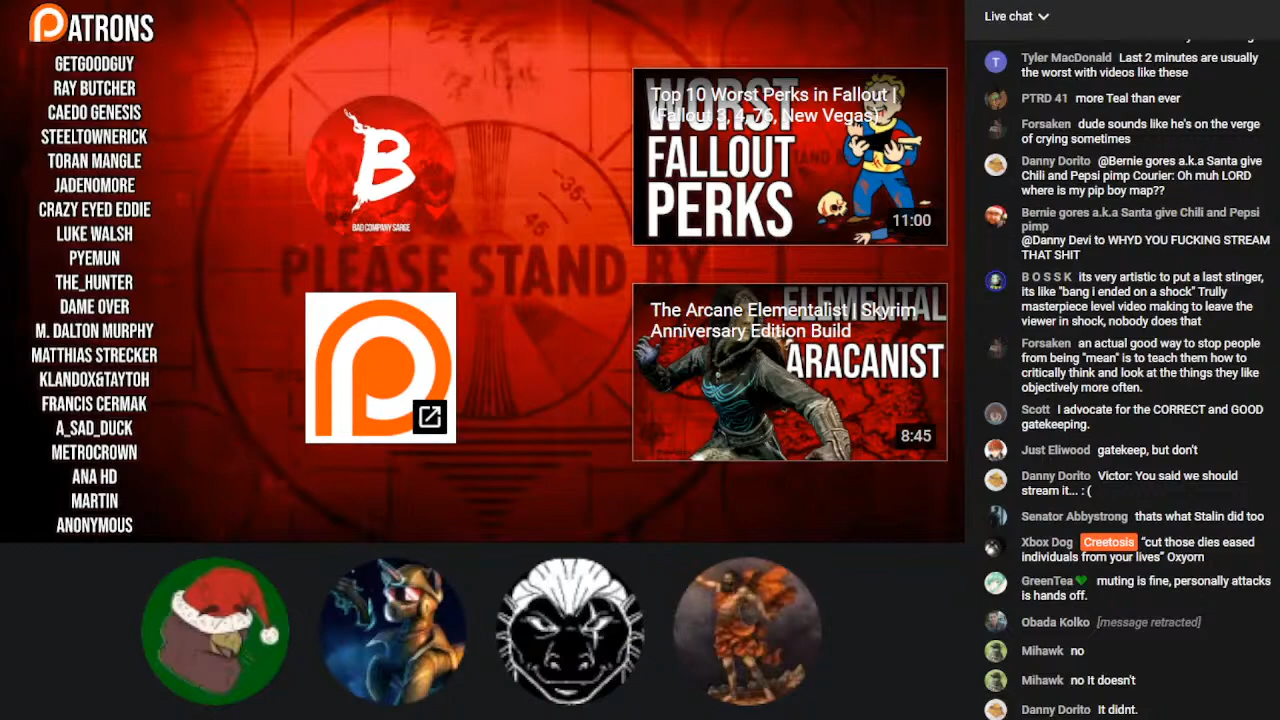 PATRONS
GETGOODGUY
RAY BUTCHER
CAEDO GENESIS
STEELTOWNERICK
TORAN MANGLE
JADENOMORE
CRAZY EYED EDDIE
LUKE WALSH
PYEMUN
THE_HUNTER
DAME OVER
M. DALTON MURPHY
MATTHIAS STRECKER
KLANDOX&TAYTOH
FRANCIS CERMAK
A_SAD_DUCK
METROCROWN
ANA HD
MARTIN
ANONYMOUS
B
BAD COMPANY SARGE
-35-
45
PLEASE STAND BY
WORST
FALLOUT
PERKS
Top 10 Worst Perks in Fallout |
(Fallout 3, 4, 76, New Vegas)
11:00
ELEMENTAL
ARACANIST
The Arcane Elementalist | Skyrim
Anniversary Edition Build
8:45
Live chat
T
Tyler MacDonald Last 2 minutes are usually
the worst with videos like these
PTRD 41 more Teal than ever
Forsaken dude sounds like he's on the verge
of crying sometimes
Danny Dorito @Bernie gores a.k.a Santa give
Chili and Pepsi pimp Courier: Oh muh LORD
where is my pip boy map??
Bernie gores a.k.a Santa give Chili and Pepsi
pimp
@Danny Devi to WHYD YOU FUCKING STREAM
THAT SHIT
B O S S K its very artistic to put a last stinger,
its like "bang i ended on a shock" Trully
masterpiece level video making to leave the
viewer in shock, nobody does that
Forsaken an actual good way to stop people
from being "mean" is to teach them how to
critically think and look at the things they like
objectively more often.
Scott I advocate for the CORRECT and GOOD
gatekeeping.
Just Eliwood gatekeep, but don't
Danny Dorito Victor: You said we should
stream it... : (
Senator Abbystrong thats what Stalin did too
Xbox Dog Creetosis “cut those dies eased
individuals from your lives” Oxyorn
GreenTea💚 muting is fine, personally attacks
is hands off.
Obada Kolko [message retracted]
Mihawk no
Mihawk no It doesn't
Danny Dorito It didnt.